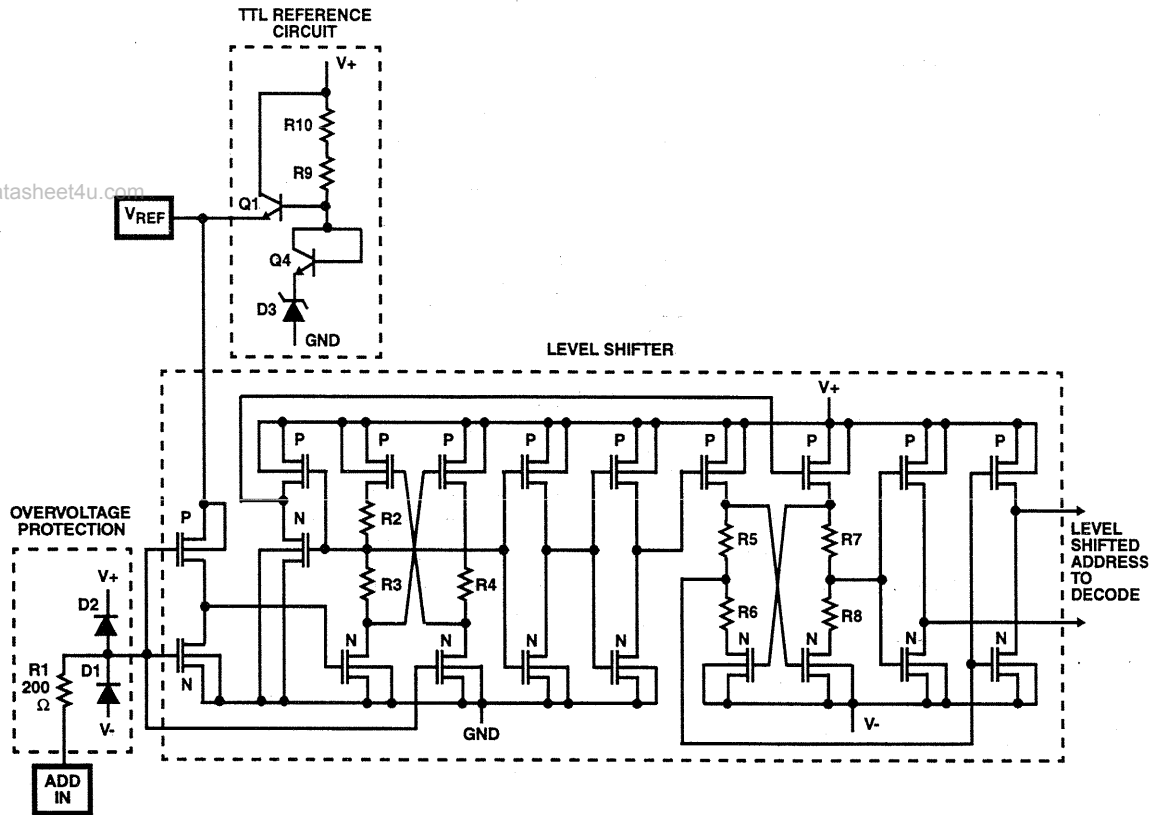 TTL REFERENCE
CIRCUIT
V+
R10
R9
atasheet4u.com
Q1
VREF
Q4
D3
GND
LEVEL SHIFTER
V+
P
P
P
P
P
P
P
P
P
OVERVOLTAGE
PROTECTION
P
N
R2
R5
R7
LEVEL
SHIFTED
ADDRESS
TO
DECODE
V+
R3
R4
D2
R6
R8
N
N
N
N
N
N
N
N
R1
200
Ω
D1
N
V-
GND
V-
ADD
IN